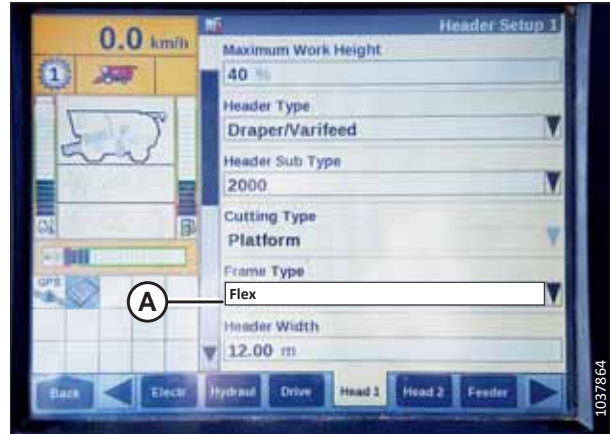 Header Setup 1
0.0 km/h
1
Maximum Work Height
40 %
Header Type
Draper/Varifeed
Header Sub Type
2000
Cutting Type
Platform
Frame Type
A
Flex
Header Width
12.00 m
GPS
Back
Electr
Hydraul
Drive
Head 1
Head 2
Feeder
1037864